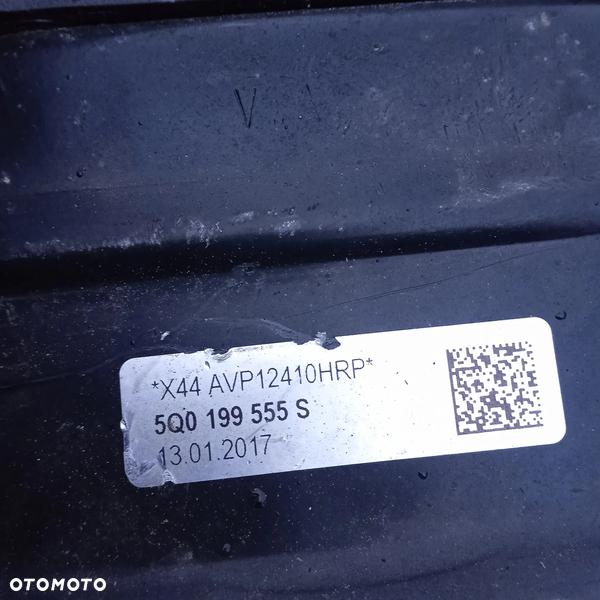 V
*X44 AVP12410HRP*
5Q0 199 555 S
13.01.2017
OTOMOTO